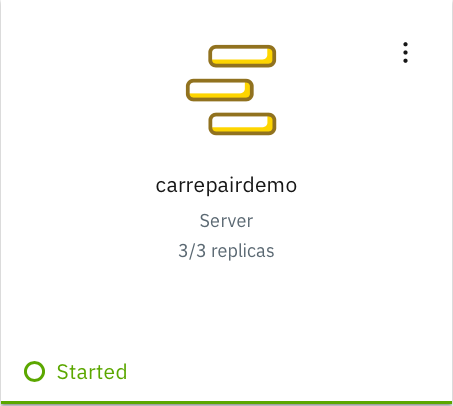 carrepairdemo
Server
3/3 replicas
Started